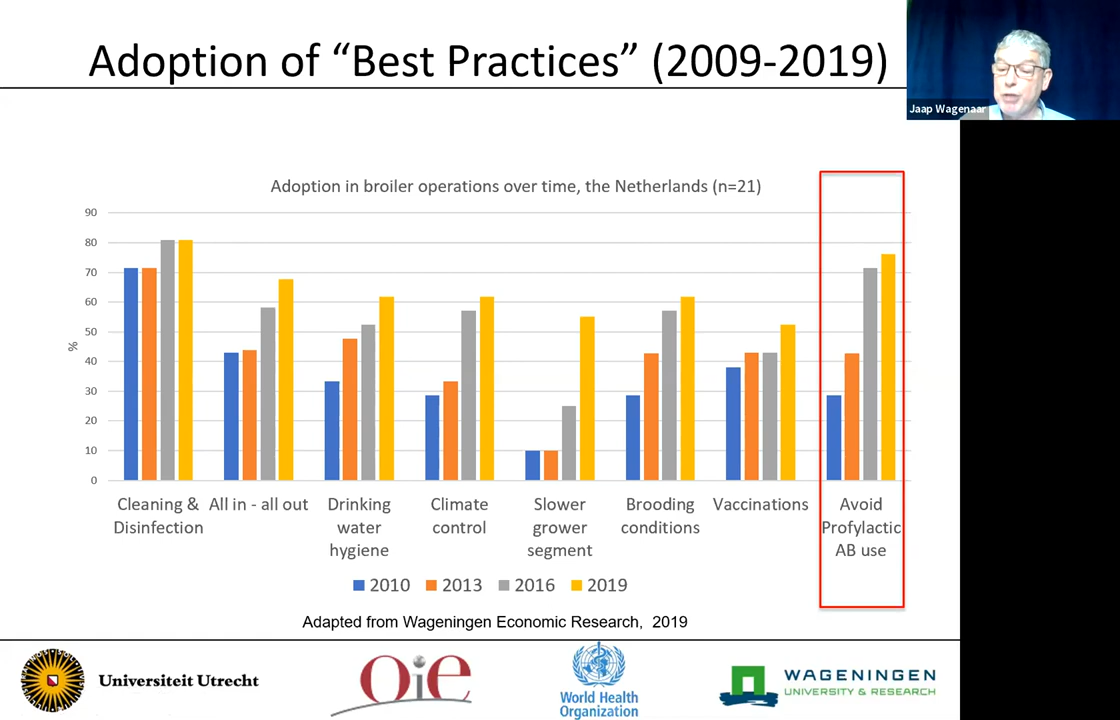 Adoption of “Best Practices” (2009-2019)
Jaap Wagenaar
Adoption in broiler operations over time, the Netherlands (n=21)
90
80
70
60
50
40
30
20
10
0
%
Cleaning & Disinfection
All in - all out
Drinking water hygiene
Climate control
Slower grower segment
Brooding conditions
Vaccinations
Avoid Profylactic AB use
2010 2013 2016 2019
Adapted from Wageningen Economic Research, 2019
Universiteit Utrecht
Oie
World Health
Organization
WAGENINGEN
UNIVERSITY & RESEARCH